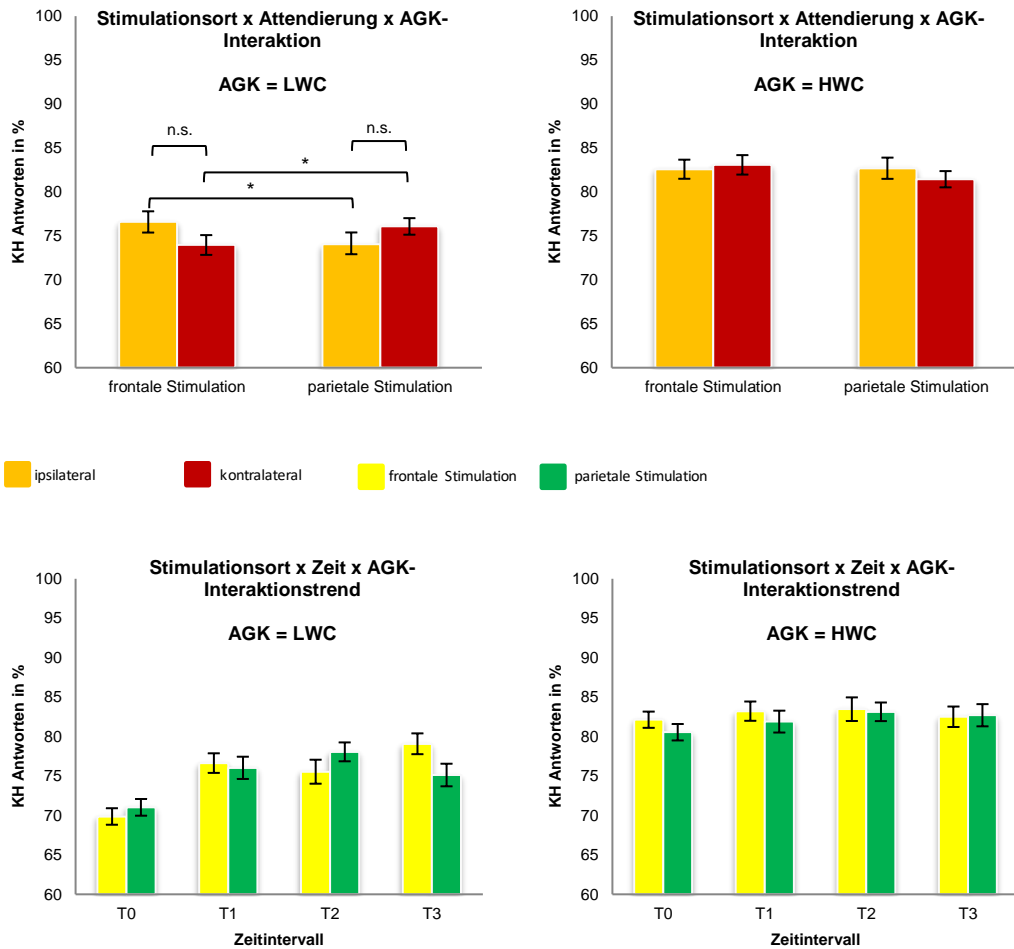 Stimulationsort x Attendierung x AGK-
Interaktion
AGK = LWC
KH Antworten in %
100
95
90
85
80
75
70
65
60
n.s.
n.s.
*
*
frontale Stimulation
parietale Stimulation
Stimulationsort x Attendierung x AGK-
Interaktion
AGK = HWC
KH Antworten in %
100
95
90
85
80
75
70
65
60
frontale Stimulation
parietale Stimulation
ipsilateral
kontralateral
frontale Stimulation
parietale Stimulation
Stimulationsort x Zeit x AGK-
Interaktionstrend
AGK = LWC
KH Antworten in %
100
95
90
85
80
75
70
65
60
T0
T1
T2
T3
Zeitintervall
Stimulationsort x Zeit x AGK-
Interaktionstrend
AGK = HWC
KH Antworten in %
100
95
90
85
80
75
70
65
60
T0
T1
T2
T3
Zeitintervall